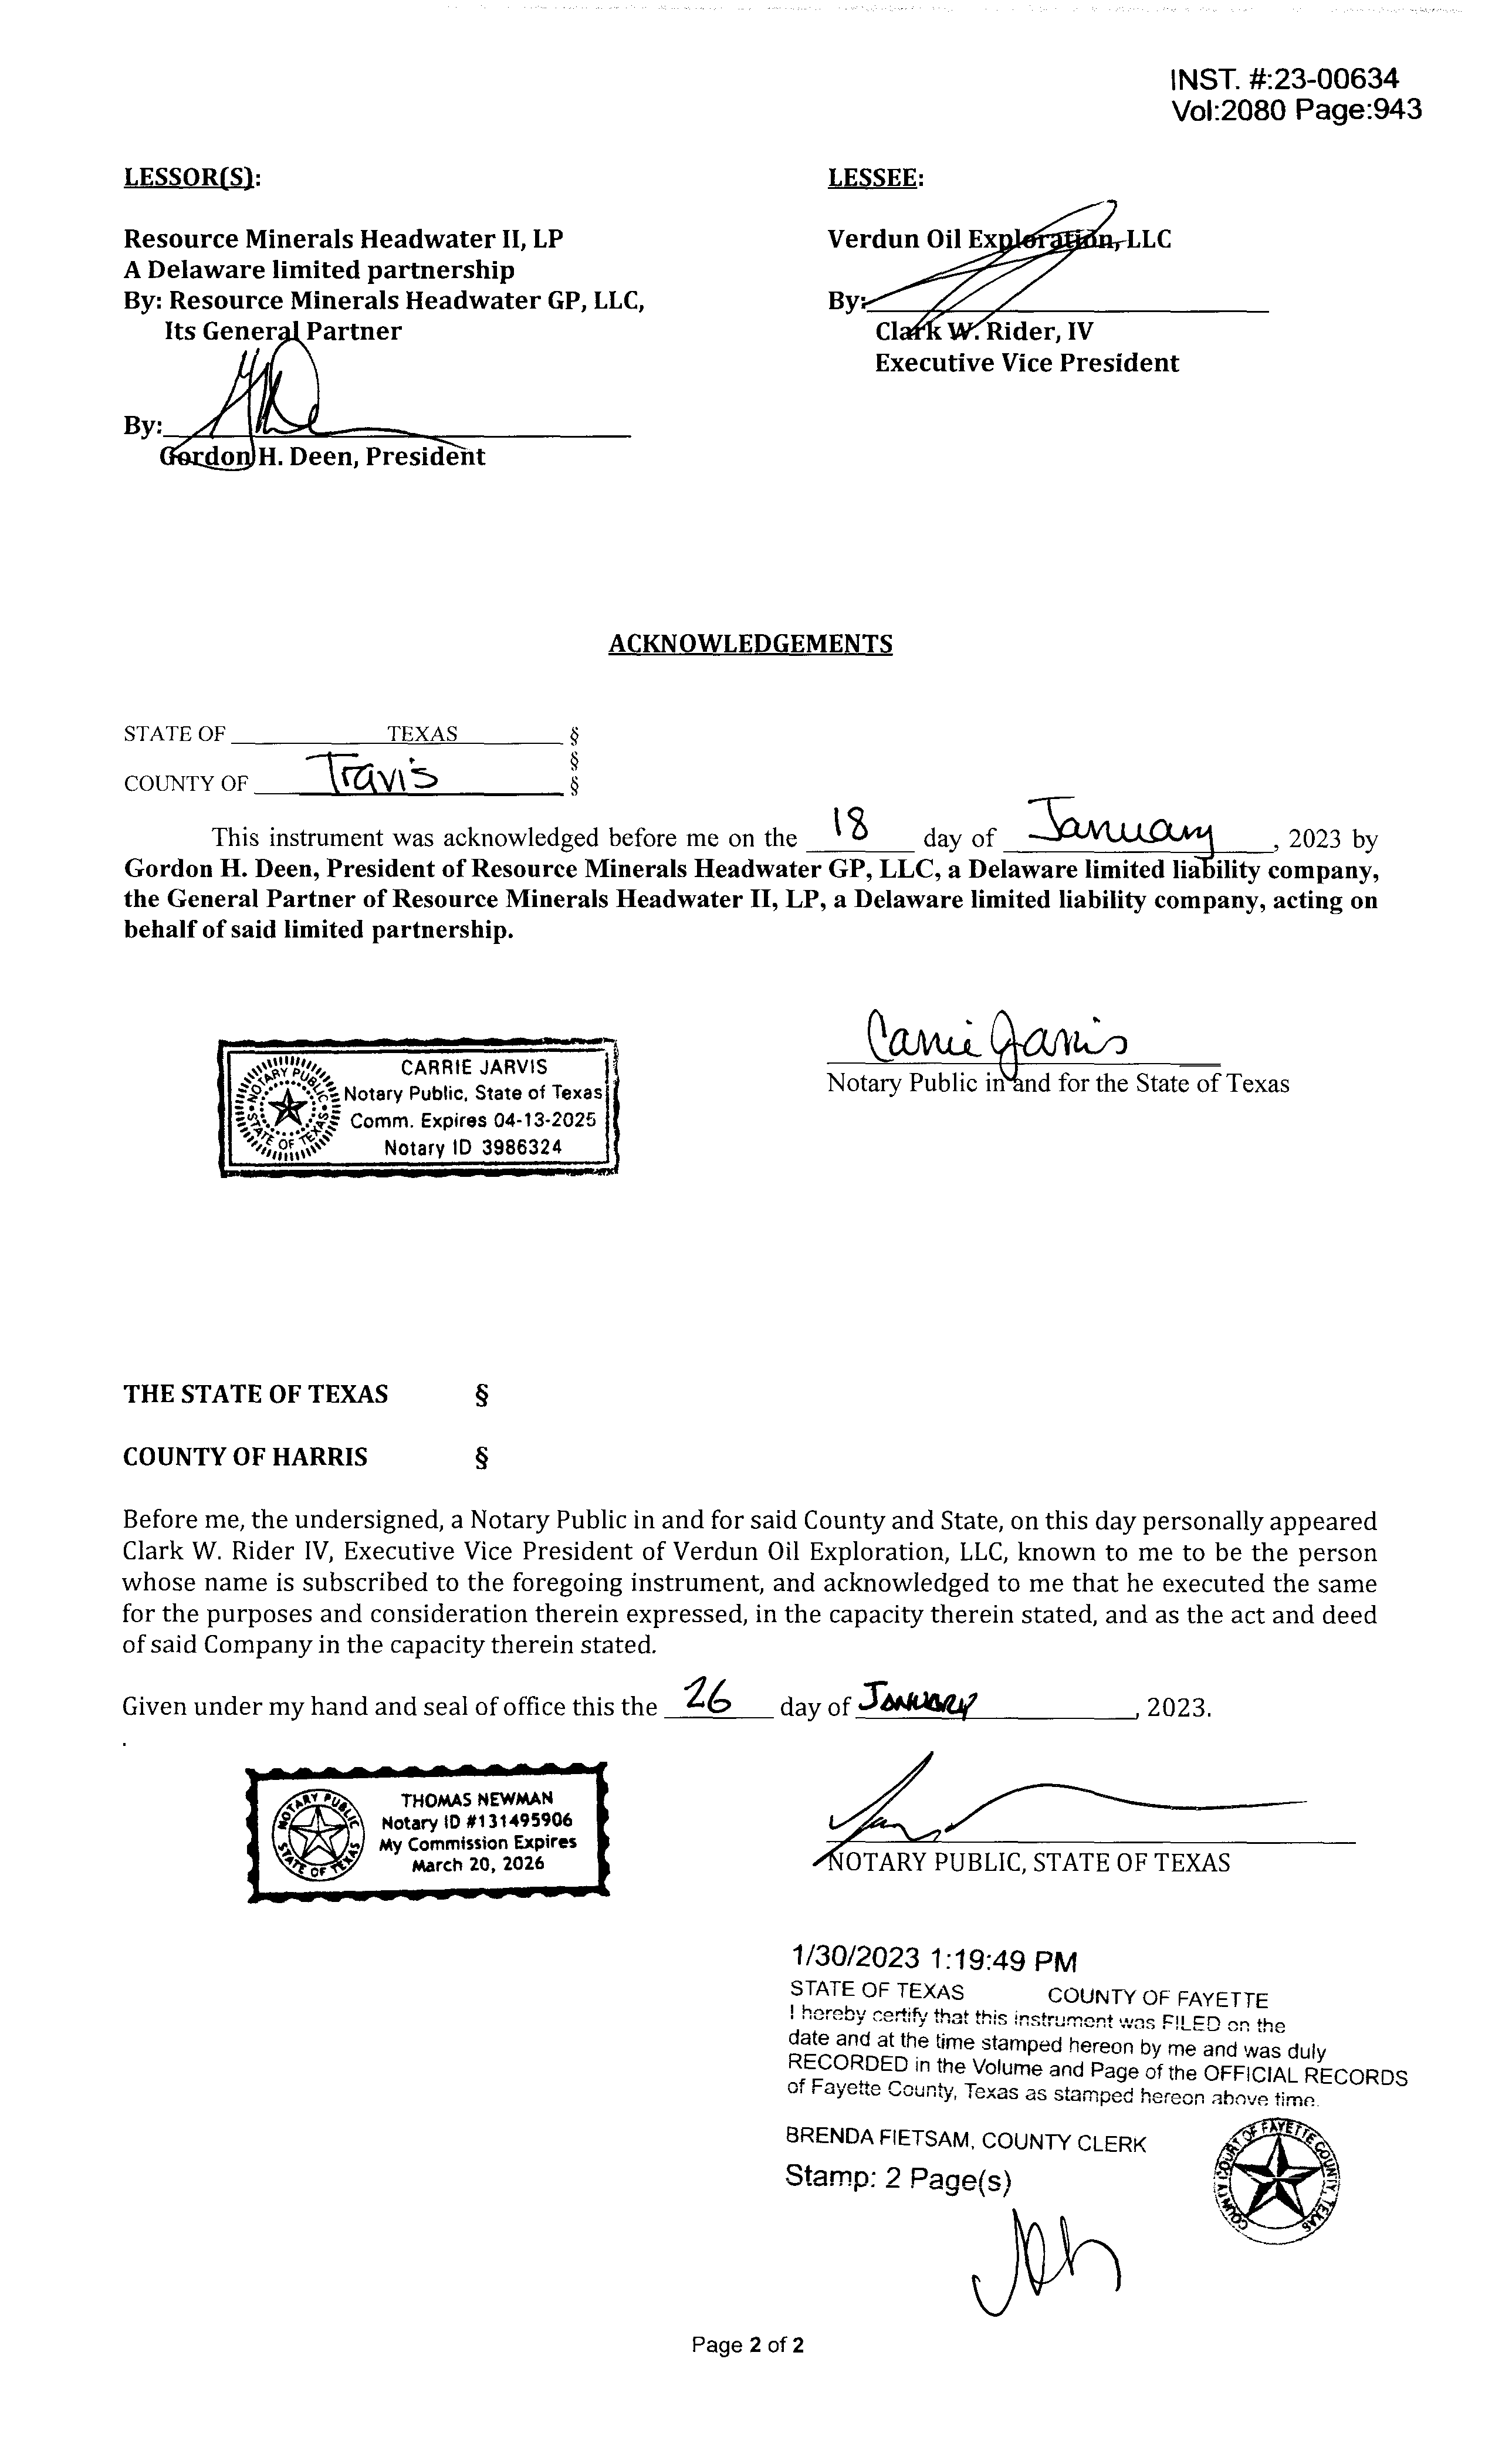 INST. #:23-00634
Vol:2080 Page:943
LESSOR(S):
Resource Minerals Headwater II, LP
A Delaware limited partnership
By: Resource Minerals Headwater GP, LLC,
Its General Partner
By:
Gordon H. Deen, President
LESSEE:
Verdun Oil Exploration, LLC
By:
Clark W. Rider, IV
Executive Vice President
ACKNOWLEDGEMENTS
STATE OF TEXAS §
§
COUNTY OF Travis §
This instrument was acknowledged before me on the 18 day of January, 2023 by
Gordon H. Deen, President of Resource Minerals Headwater GP, LLC, a Delaware limited liability company,
the General Partner of Resource Minerals Headwater II, LP, a Delaware limited liability company, acting on
behalf of said limited partnership.
NOTARY PUBLIC
STATE OF TEXAS
CARRIE JARVIS
Notary Public, State of Texas
Comm. Expires 04-13-2025
Notary ID 3986324
Carrie Jarvis
Notary Public in and for the State of Texas
THE STATE OF TEXAS §
COUNTY OF HARRIS §
Before me, the undersigned, a Notary Public in and for said County and State, on this day personally appeared
Clark W. Rider IV, Executive Vice President of Verdun Oil Exploration, LLC, known to me to be the person
whose name is subscribed to the foregoing instrument, and acknowledged to me that he executed the same
for the purposes and consideration therein expressed, in the capacity therein stated, and as the act and deed
of said Company in the capacity therein stated.
Given under my hand and seal of office this the 26 day of January, 2023.
NOTARY PUBLIC
STATE OF TEXAS
THOMAS NEWMAN
Notary ID #131495906
My Commission Expires
March 20, 2026
NOTARY PUBLIC, STATE OF TEXAS
1/30/2023 1:19:49 PM
STATE OF TEXAS COUNTY OF FAYETTE
I hereby certify that this instrument was FILED on the
date and at the time stamped hereon by me and was duly
RECORDED in the Volume and Page of the OFFICIAL RECORDS
of Fayette County, Texas as stamped hereon above time.
BRENDA FIETSAM, COUNTY CLERK
Stamp: 2 Page(s)
COUNTY COURT OF FAYETTE COUNTY, TEXAS
Page 2 of 2